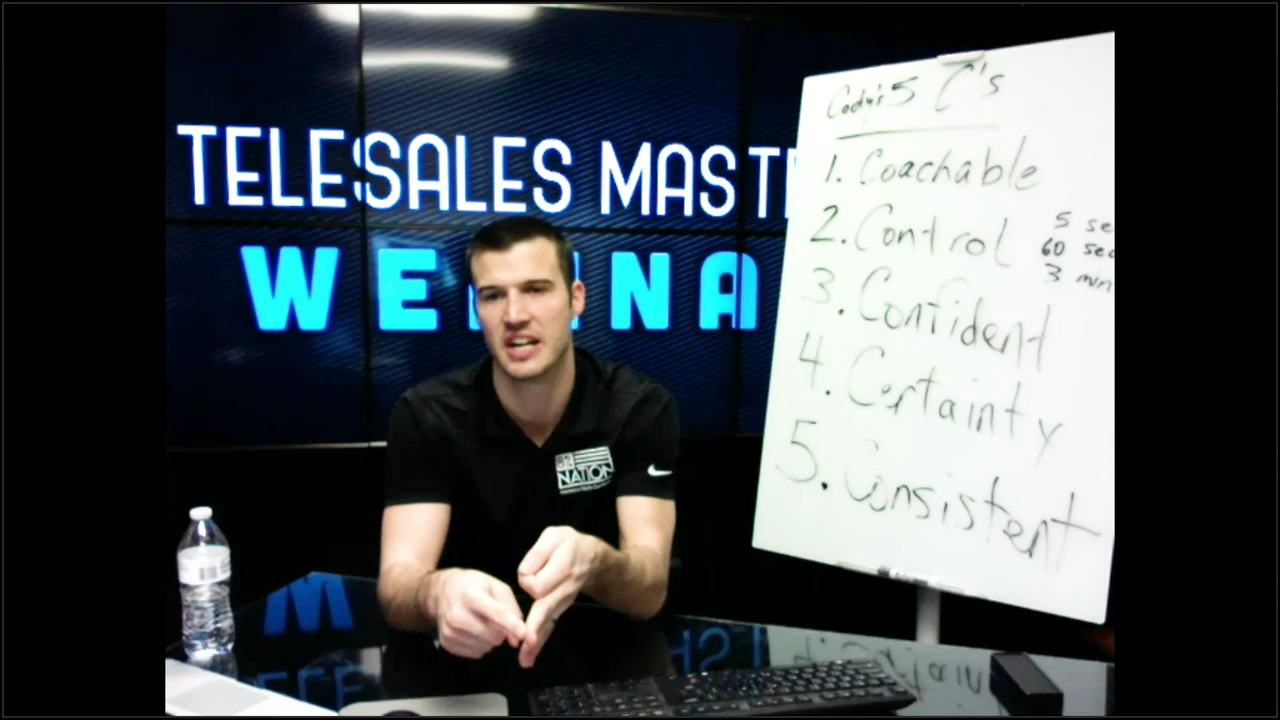 TELESALES MAST
WE IN A
Cody's 5 C's
1. Coachable
2. Control
5 se
60 sec
3 min
3. Confident
4. Certainty
5. Consistent
NATION